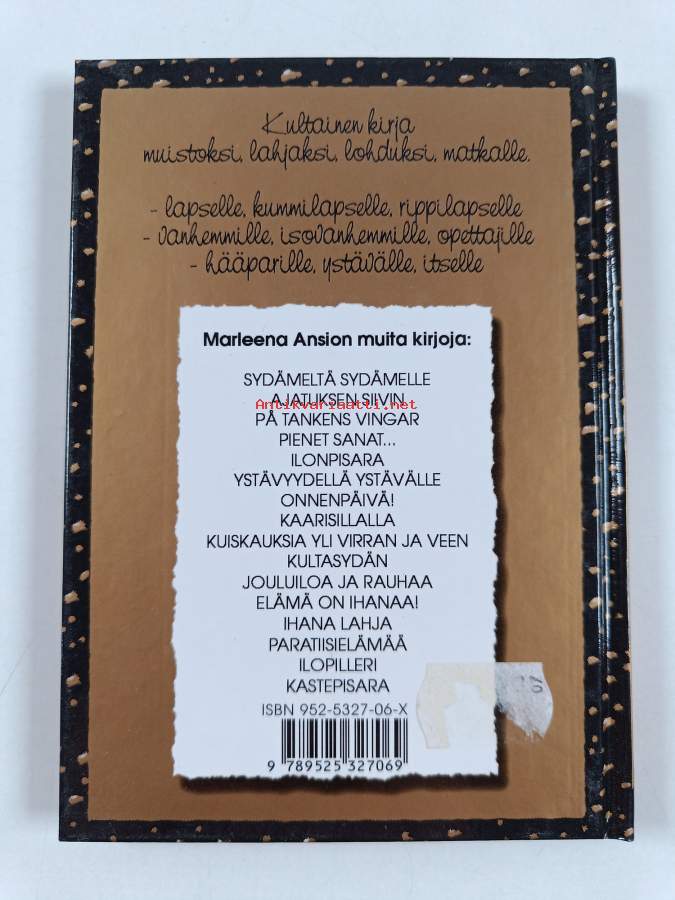 Kultainen kirja
muistoksi, lahjaksi, lohduksi, matkalle.
- lapselle, kummilapselle, rippilapselle
- vanhemmille, isovanhemmille, opettajille
- hääparille, ystävälle, itselle
Marleena Ansion muita kirjoja:
SYDÄMELTÄ SYDÄMELLE
AJATUKSEN SIIVIN
Antikvariaatti.net
PÅ TANKENS VINGAR
PIENET SANAT...
ILONPISARA
YSTÄVYYDELLÄ YSTÄVÄLLE
ONNENPÄIVÄ!
KAARISILLALLA
KUISKAUKSIA YLI VIRRAN JA VEEN
KULTASYDÄN
JOULUILOA JA RAUHAA
ELÄMÄ ON IHANAA!
IHANA LAHJA
PARATIISIELÄMÄÄ
ILOPILLERI
KASTEPISARA
ISBN 952-5327-06-X
9 789525 327069